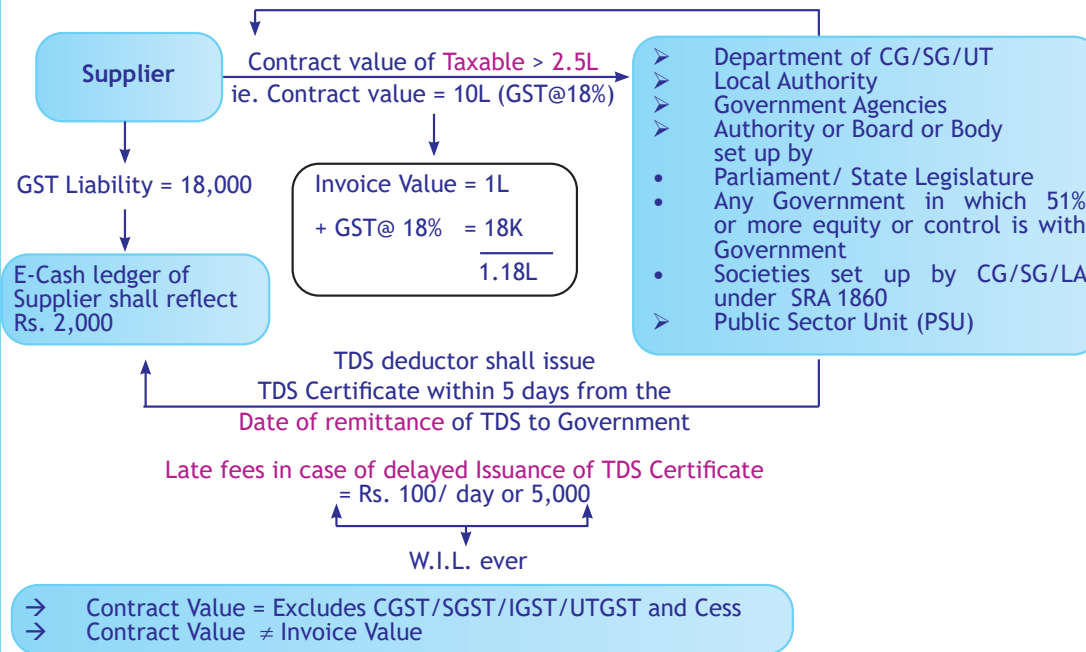 Supplier
Contract value of Taxable > 2.5L
ie. Contract value = 10L (GST@18%)
➢ Department of CG/SG/UT
➢ Local Authority
➢ Government Agencies
➢ Authority or Board or Body
set up by
• Parliament/ State Legislature
• Any Government in which 51%
or more equity or control is with
Government
• Societies set up by CG/SG/LA
under SRA 1860
➢ Public Sector Unit (PSU)
GST Liability = 18,000
Invoice Value = 1L
+ GST@ 18% = 18K
1.18L
E-Cash ledger of
Supplier shall reflect
Rs. 2,000
TDS deductor shall issue
TDS Certificate within 5 days from the
Date of remittance of TDS to Government
Late fees in case of delayed Issuance of TDS Certificate
= Rs. 100/ day or 5,000
W.I.L. ever
→ Contract Value = Excludes CGST/SGST/IGST/UTGST and Cess
→ Contract Value ≠ Invoice Value